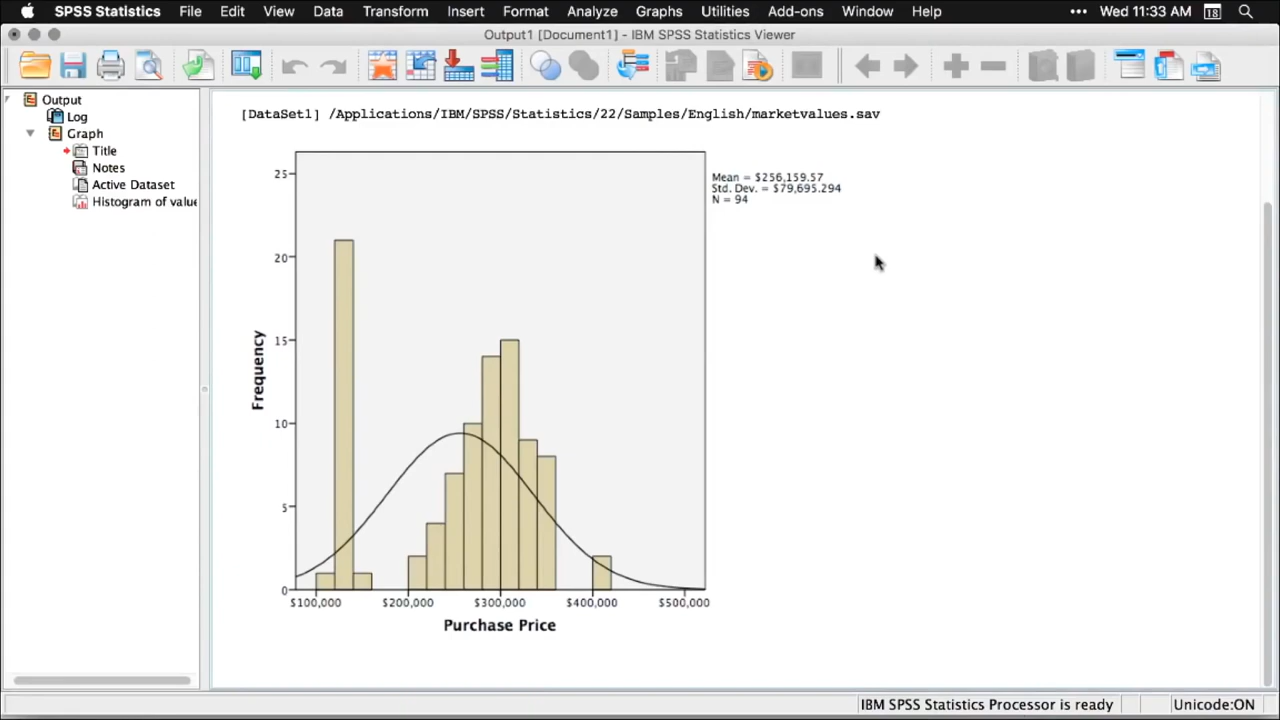 SPSS Statistics File Edit View Data Transform Insert Format Analyze Graphs Utilities Add-ons Window Help ••• Wed 11:33 AM 18
Output1 [Document1] - IBM SPSS Statistics Viewer
Output
Log
Graph
Title
Notes
Active Dataset
Histogram of value
[DataSet1] /Applications/IBM/SPSS/Statistics/22/Samples/English/marketvalues.sav
Mean = $256,159.57
Std. Dev. = $79,695.294
N = 94
Frequency
25
20
15
10
5
0
$100,000 $200,000 $300,000 $400,000 $500,000
Purchase Price
IBM SPSS Statistics Processor is ready Unicode:ON